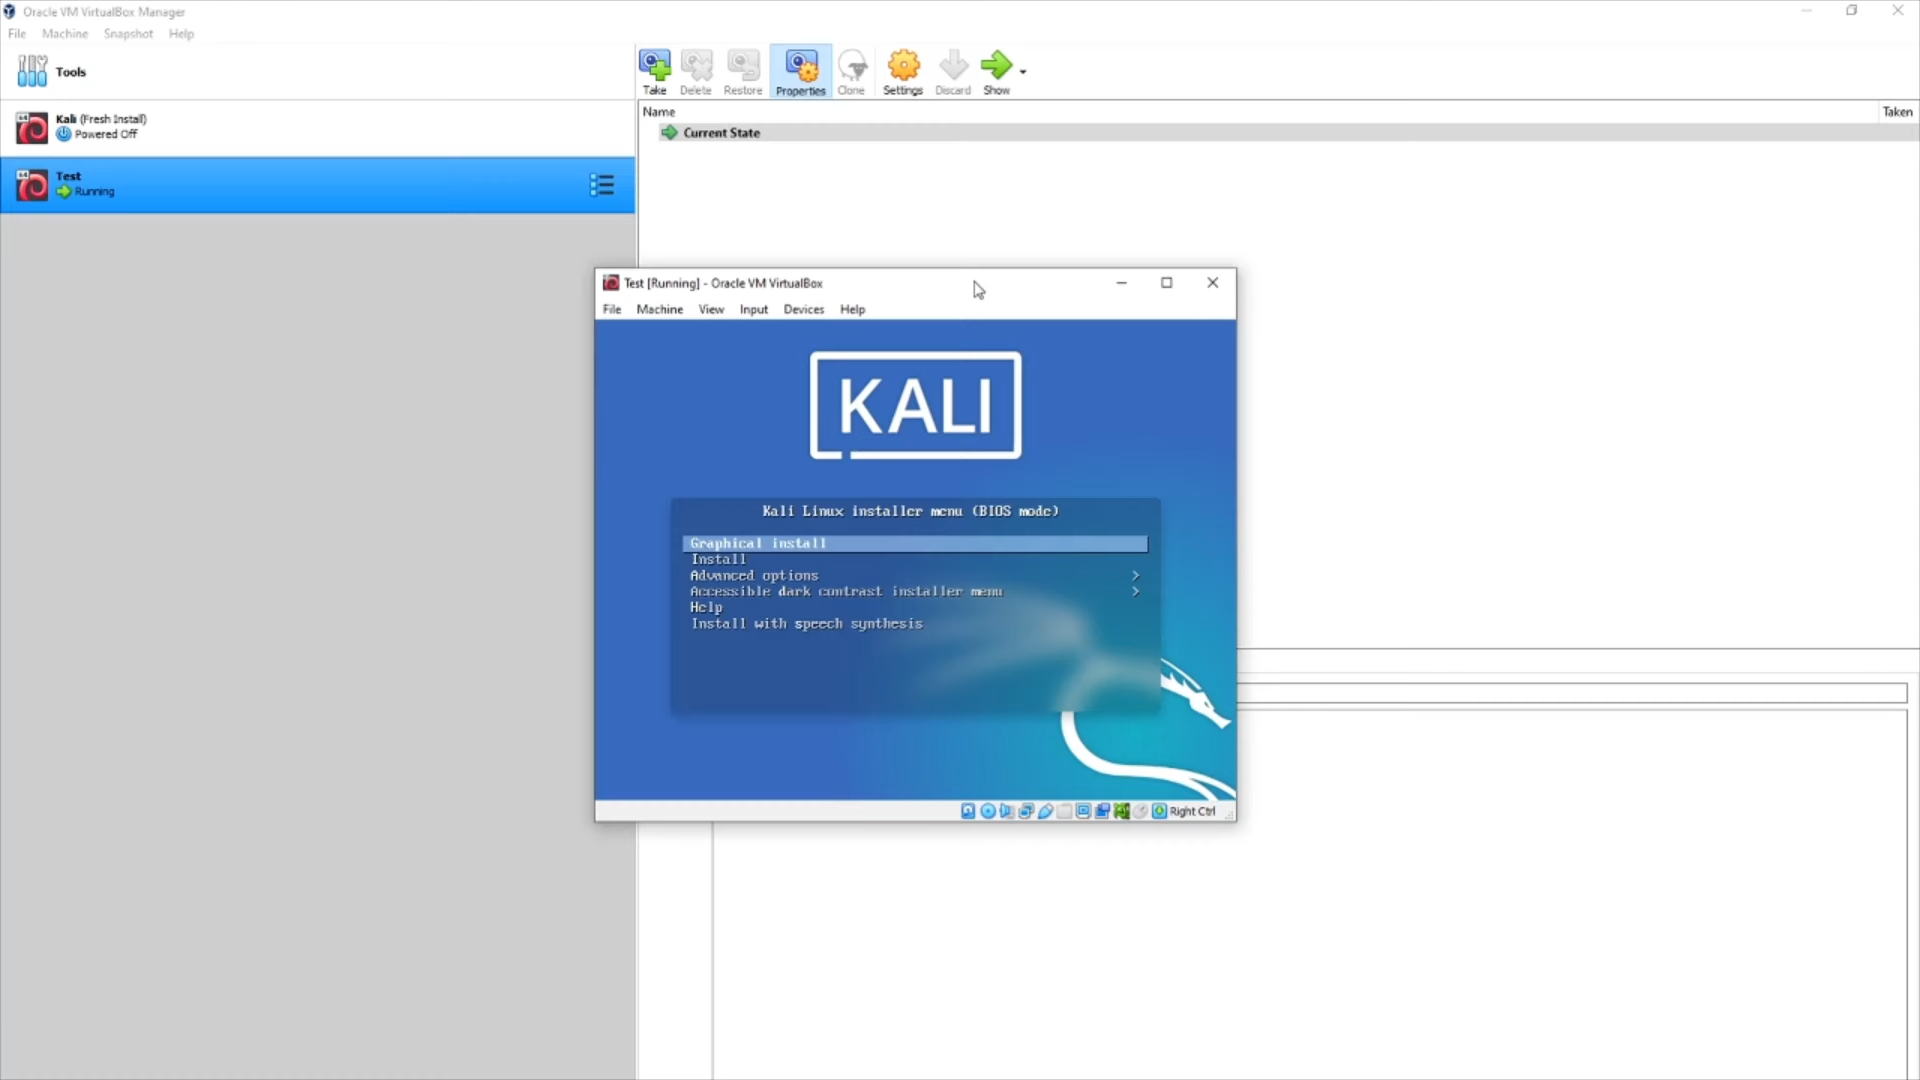 Oracle VM VirtualBox Manager
File Machine Snapshot Help
Tools
Take Delete Restore Properties Clone Settings Discard Show
Name Taken
Current State
64
Kali (Fresh Install)
Powered Off
64
Test
Running
Test [Running] - Oracle VM VirtualBox
File Machine View Input Devices Help
KALI
Kali Linux installer menu (BIOS mode)
Graphical install
Install
Advanced options >
Accessible dark contrast installer menu >
Help
Install with speech synthesis
Right Ctrl